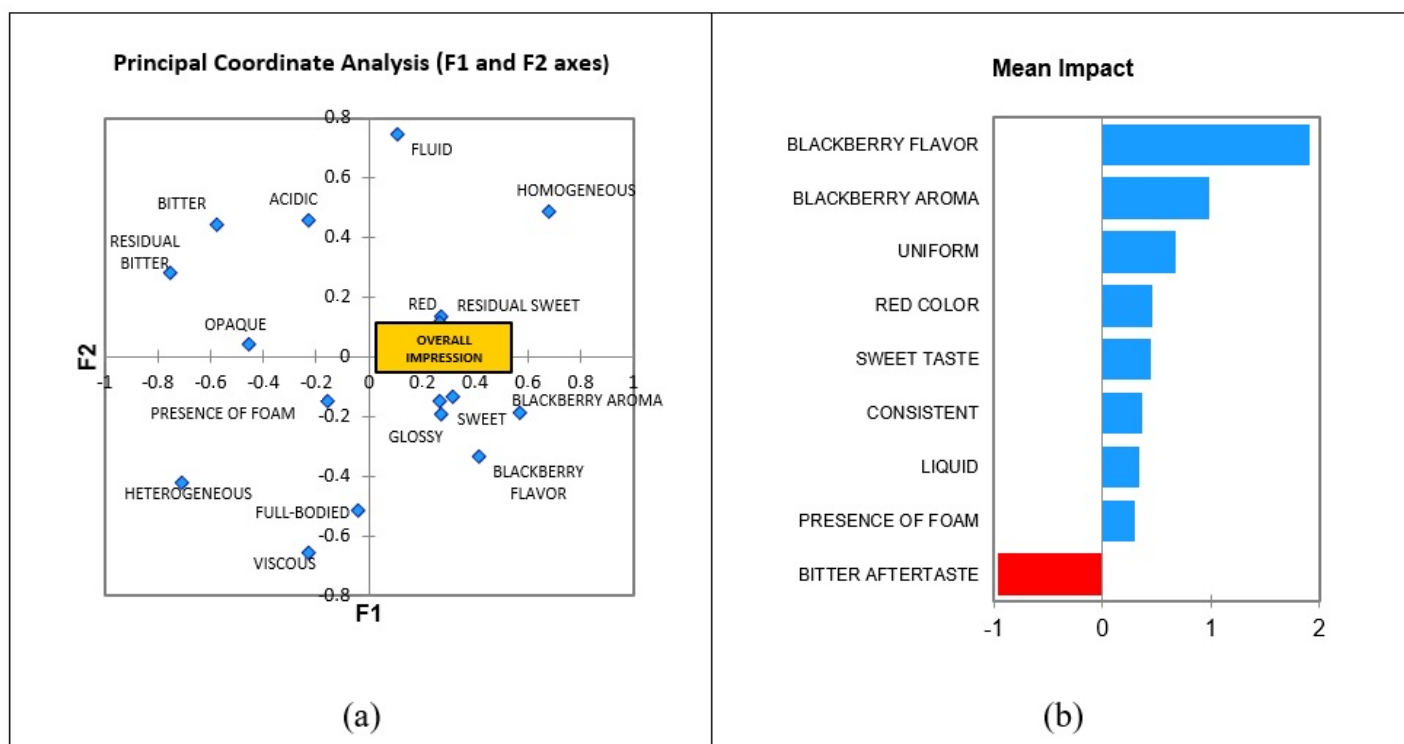 Principal Coordinate Analysis (F1 and F2 axes)
0.8
FLUID
0.6
HOMOGENEOUS
BITTER
ACIDIC
0.4
RESIDUAL
BITTER
0.2
RED
RESIDUAL SWEET
OPAQUE
OVERALL
IMPRESSION
F2
0
-1
-0.8
-0.6
-0.4
-0.2
0
0.2
0.4
0.6
0.8
1
PRESENCE OF FOAM
-0.2
BLACKBERRY AROMA
SWEET
GLOSSY
-0.4
BLACKBERRY
FLAVOR
HETEROGENEOUS
FULL-BODIED
-0.6
VISCOUS
-0.8
F1
(a)
Mean Impact
BLACKBERRY FLAVOR
BLACKBERRY AROMA
UNIFORM
RED COLOR
SWEET TASTE
CONSISTENT
LIQUID
PRESENCE OF FOAM
BITTER AFTERTASTE
-1
0
1
2
(b)